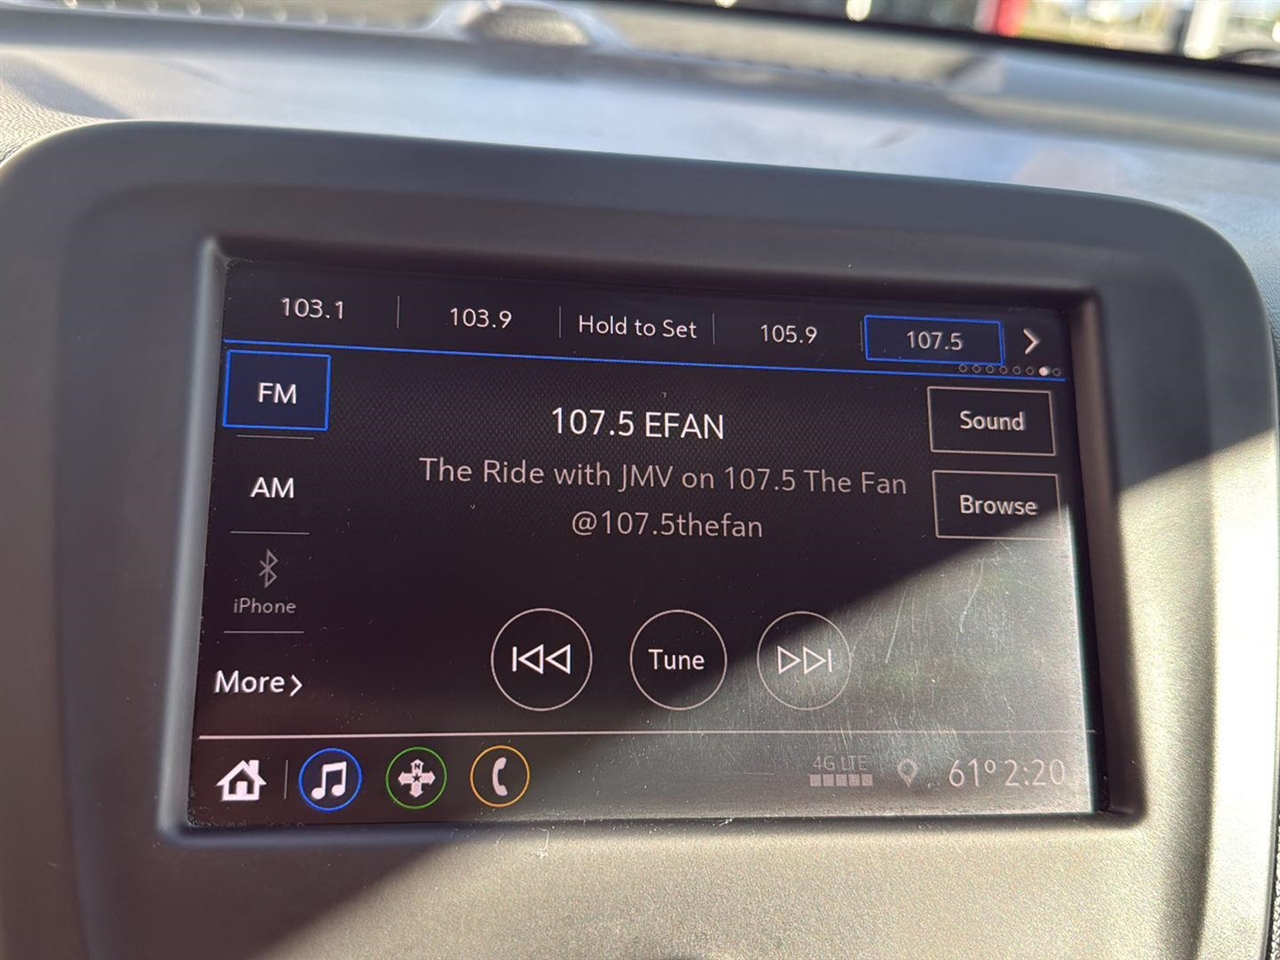 103.1
103.9
Hold to Set
105.9
107.5
FM
107.5 EFAN
Sound
The Ride with JMV on 107.5 The Fan
@107.5thefan
AM
Browse
iPhone
Tune
More
N
4G LTE
61° 2:20